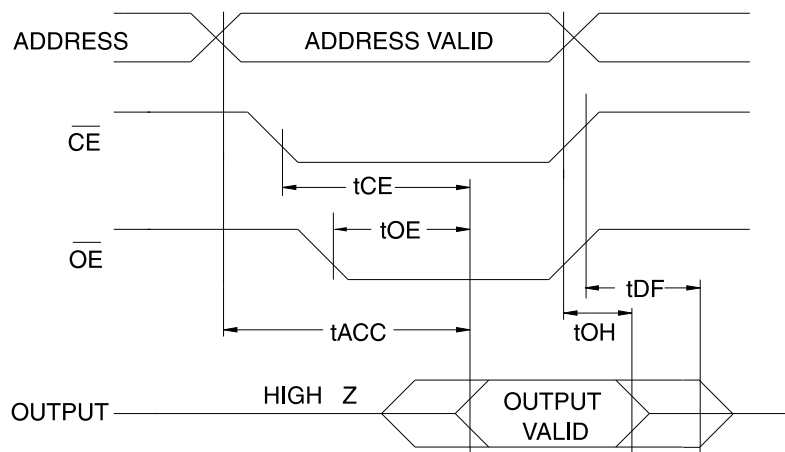 ADDRESS
ADDRESS VALID
CE
tCE
tOE
OE
tDF
tACC
tOH
HIGH Z
OUTPUT
OUTPUT
VALID